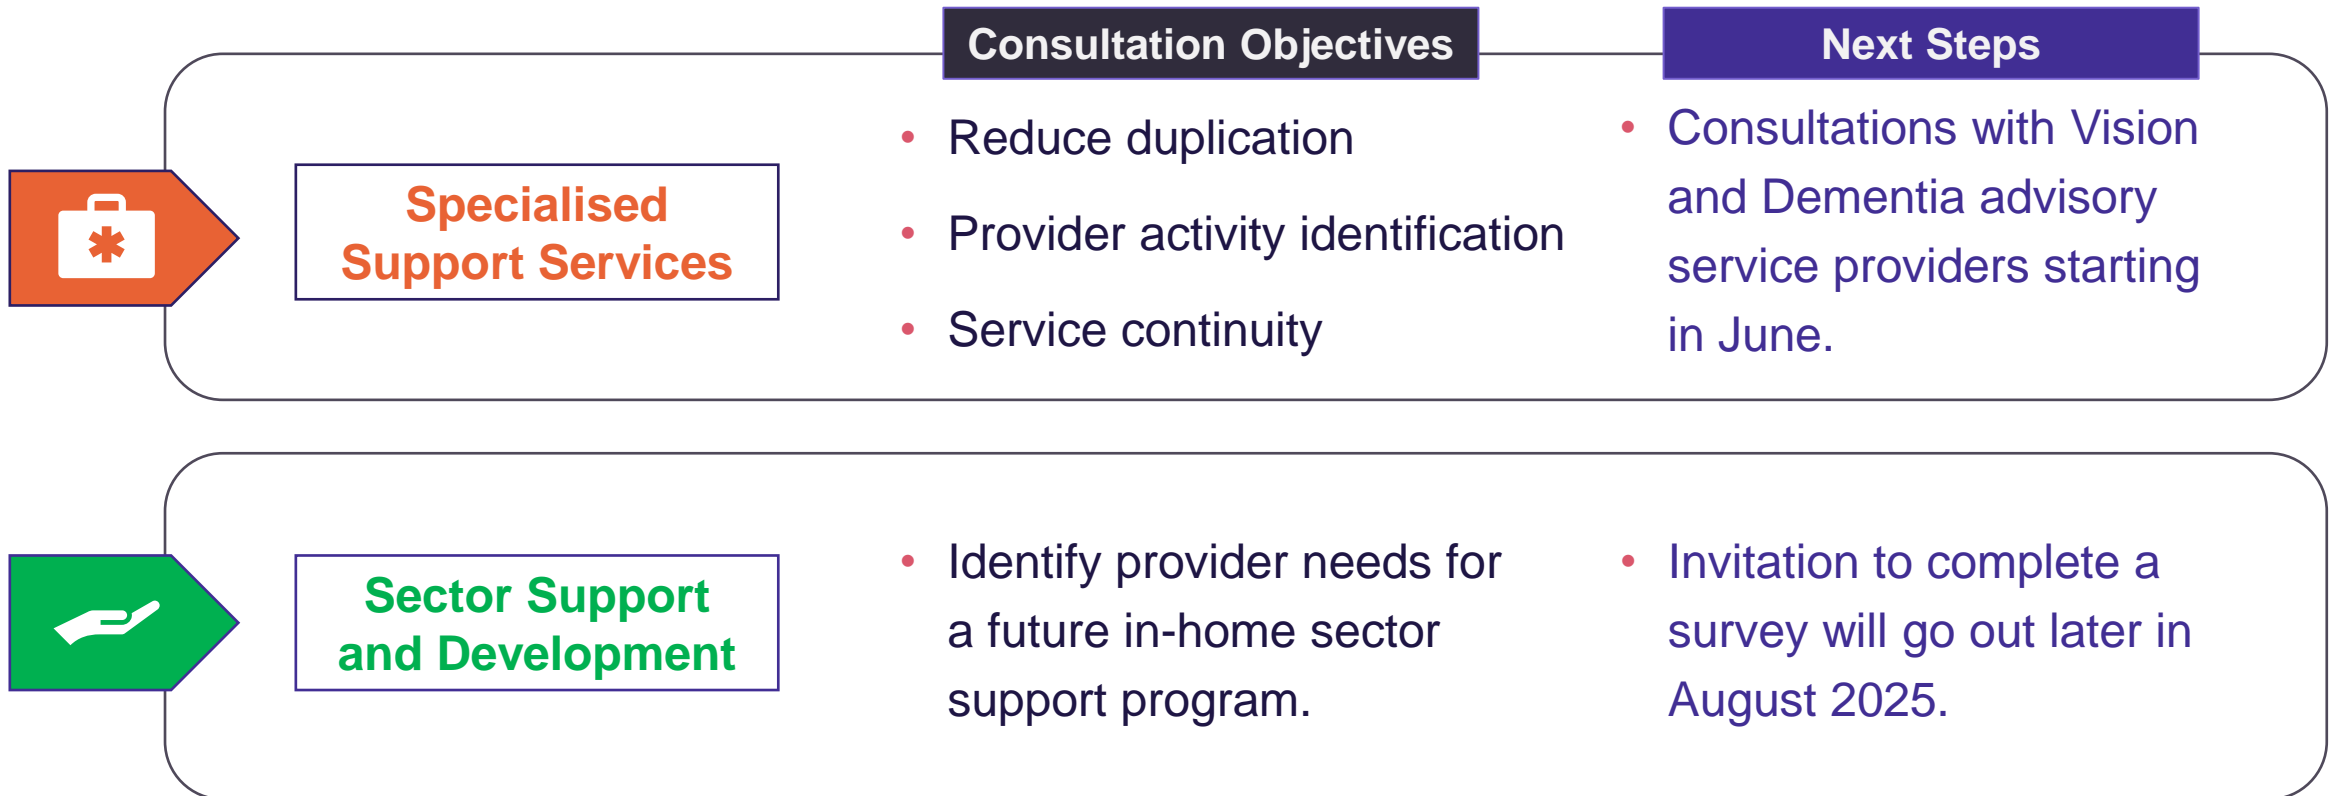 Consultation Objectives
Next Steps
Specialised
Support Services
• Reduce duplication
• Provider activity identification
• Service continuity
• Consultations with Vision
and Dementia advisory
service providers starting
in June.
Sector Support
and Development
• Identify provider needs for
a future in-home sector
support program.
• Invitation to complete a
survey will go out later in
August 2025.